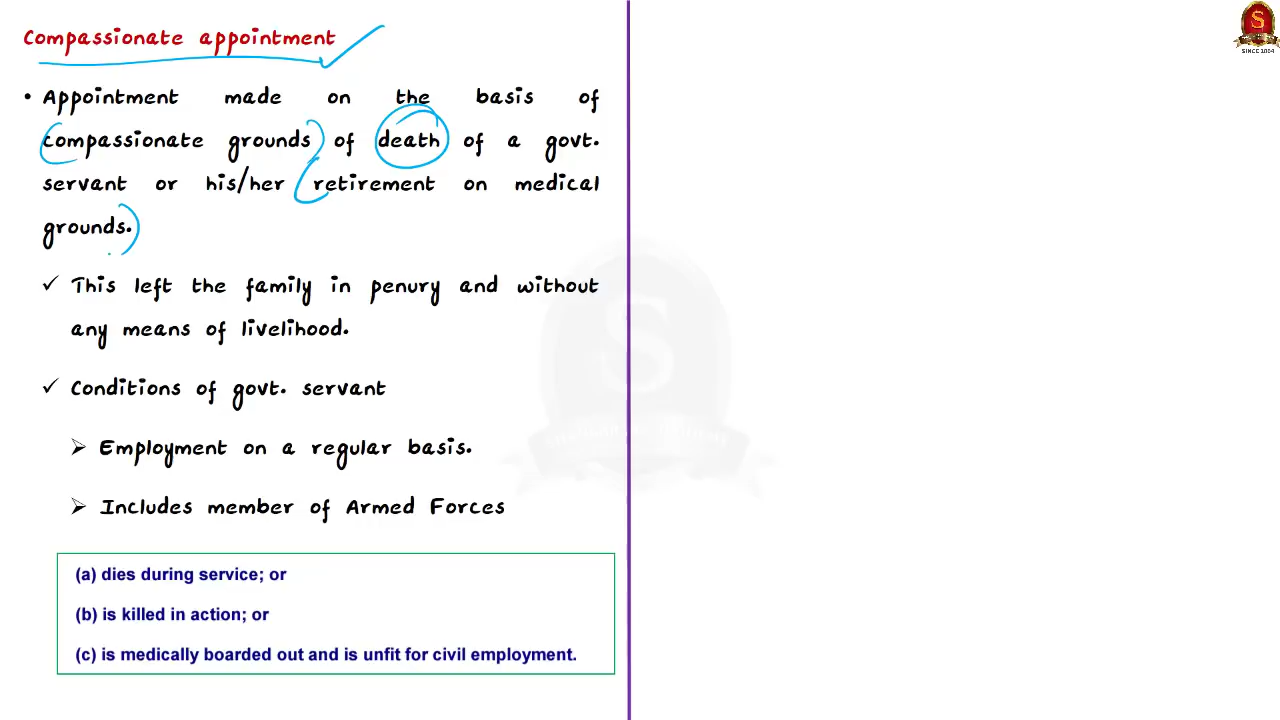 Compassionate appointment
• Appointment made on the basis of
compassionate grounds of death of a govt.
servant or his/her retirement on medical
grounds.
✓ This left the family in penury and without
any means of livelihood.
✓ Conditions of govt. servant
➢ Employment on a regular basis.
➢ Includes member of Armed Forces
(a) dies during service; or
(b) is killed in action; or
(c) is medically boarded out and is unfit for civil employment.
S
SINCE 2004
S